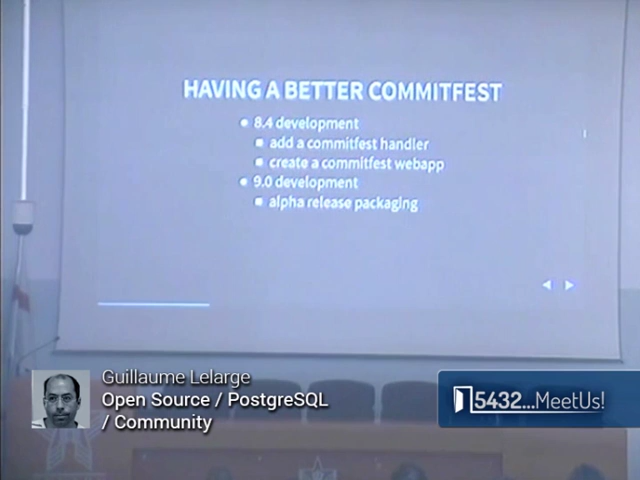 HAVING A BETTER COMMITFEST
8.4 development
add a commitfest handler
create a commitfest webapp
9.0 development
alpha release packaging
Guillaume Lelarge
Open Source / PostgreSQL
/ Community
5432...MeetUs!